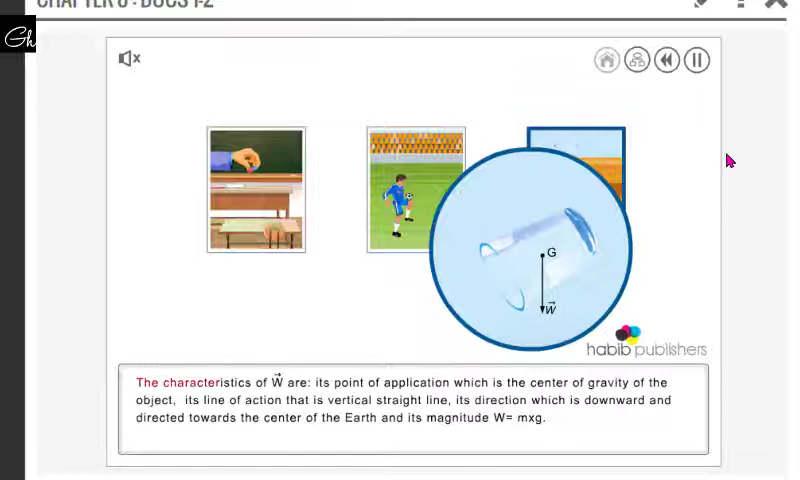 CHAPTER 6 : DOCS 1-2
Gh
G
W
habib publishers
The characteristics of W are: its point of application which is the center of gravity of the
object, its line of action that is vertical straight line, its direction which is downward and
directed towards the center of the Earth and its magnitude W= mxg.